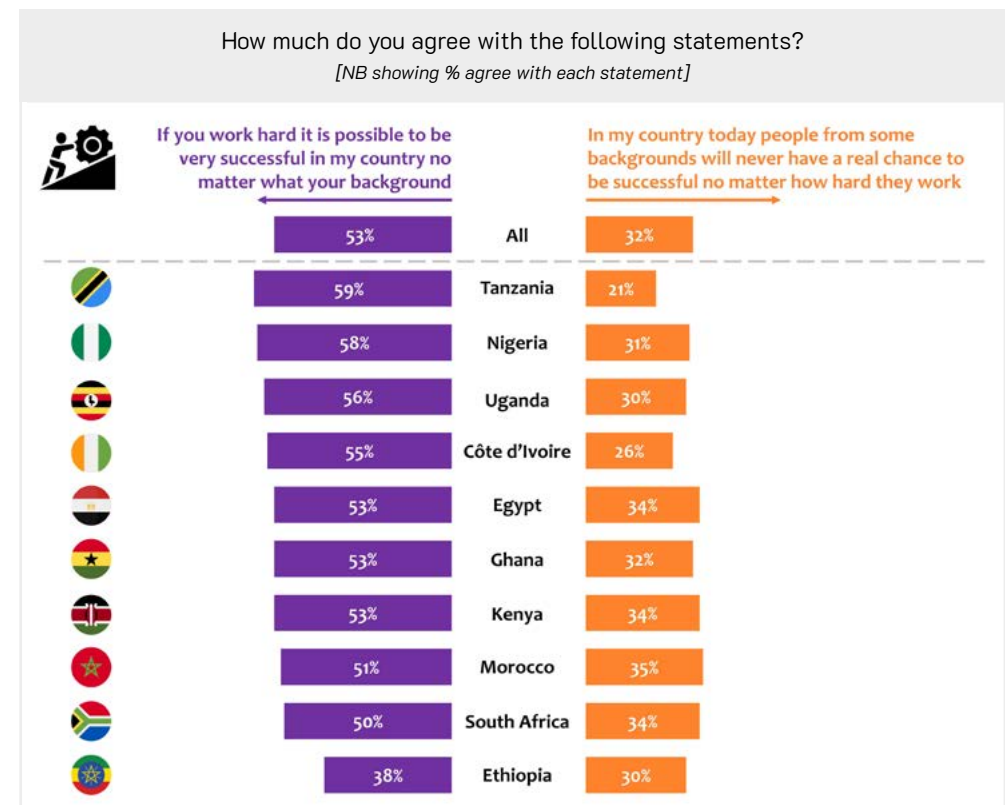 How much do you agree with the following statements?
[NB showing % agree with each statement]
If you work hard it is possible to be
very successful in my country no
matter what your background
In my country today people from some
backgrounds will never have a real chance to
be successful no matter how hard they work
53% All 32%
59% Tanzania 21%
58% Nigeria 31%
56% Uganda 30%
55% Côte d'Ivoire 26%
53% Egypt 34%
53% Ghana 32%
53% Kenya 34%
51% Morocco 35%
50% South Africa 34%
38% Ethiopia 30%